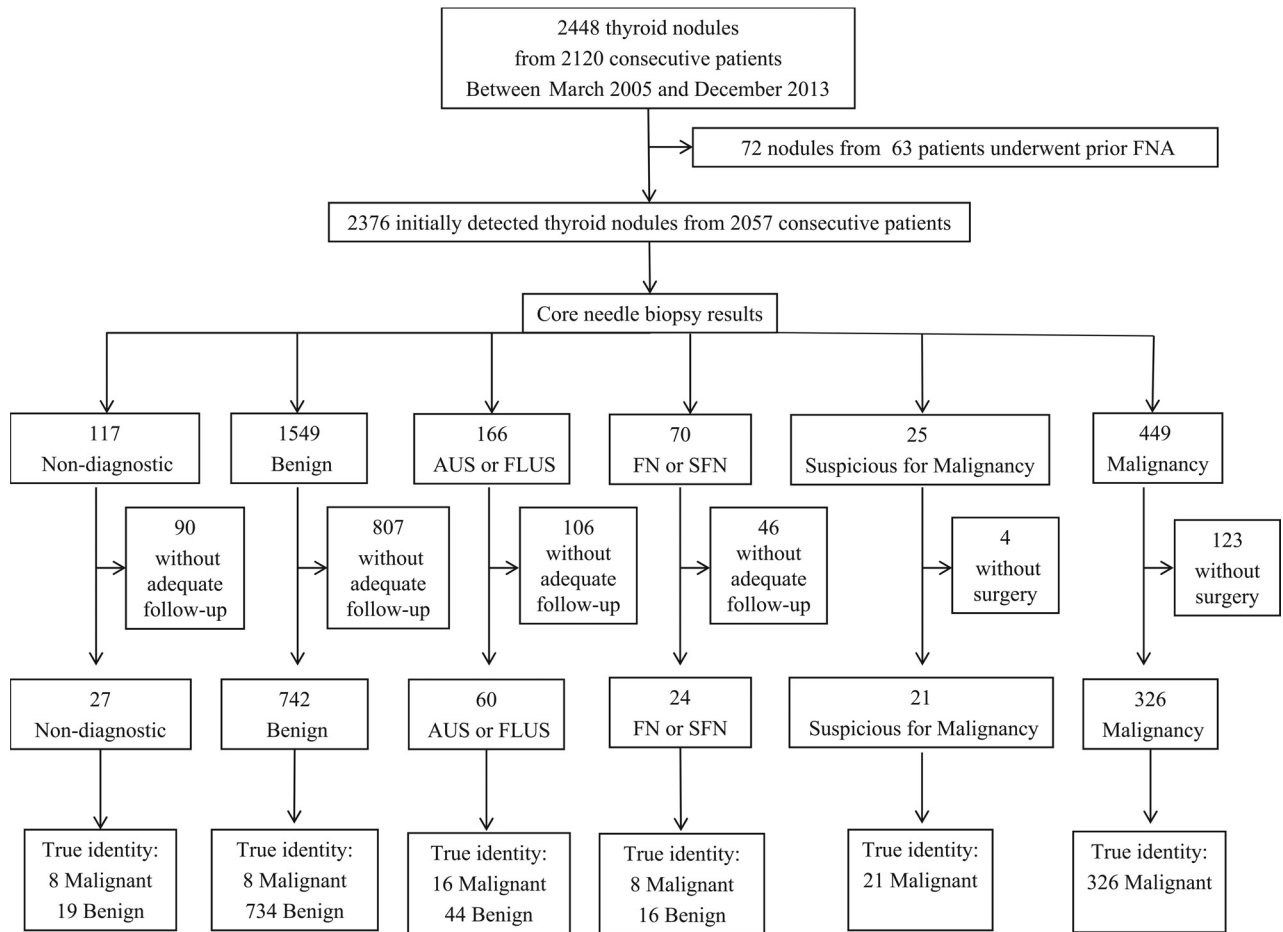 2448 thyroid nodules
from 2120 consecutive patients
Between March 2005 and December 2013
72 nodules from 63 patients underwent prior FNA
2376 initially detected thyroid nodules from 2057 consecutive patients
Core needle biopsy results
117
Non-diagnostic
1549
Benign
166
AUS or FLUS
70
FN or SFN
25
Suspicious for Malignancy
449
Malignancy
90
without
adequate
follow-up
807
without
adequate
follow-up
106
without
adequate
follow-up
46
without
adequate
follow-up
4
without
surgery
123
without
surgery
27
Non-diagnostic
742
Benign
60
AUS or FLUS
24
FN or SFN
21
Suspicious for Malignancy
326
Malignancy
True identity:
8 Malignant
19 Benign
True identity:
8 Malignant
734 Benign
True identity:
16 Malignant
44 Benign
True identity:
8 Malignant
16 Benign
True identity:
21 Malignant
True identity:
326 Malignant